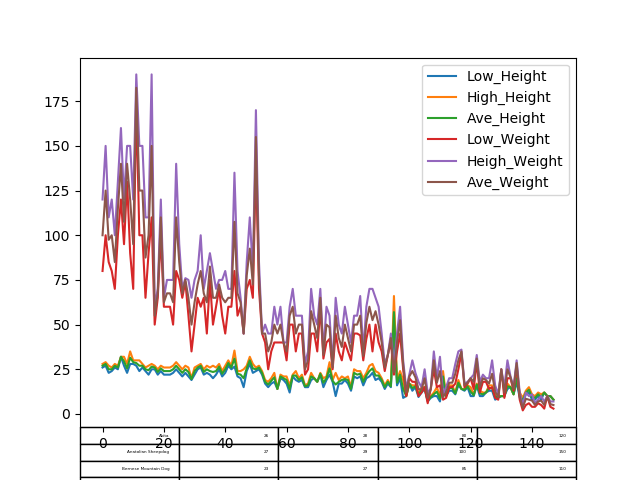 Low_Height
High_Height
Ave_Height
Low_Weight
Heigh_Weight
Ave_Weight
175
150
125
100
75
50
25
0
0 20 40 60 80 100 120 140
Akita 26 28 80 120
Anatolian Sheepdog 27 29 100 150
Bernese Mountain Dog 23 27 85 110